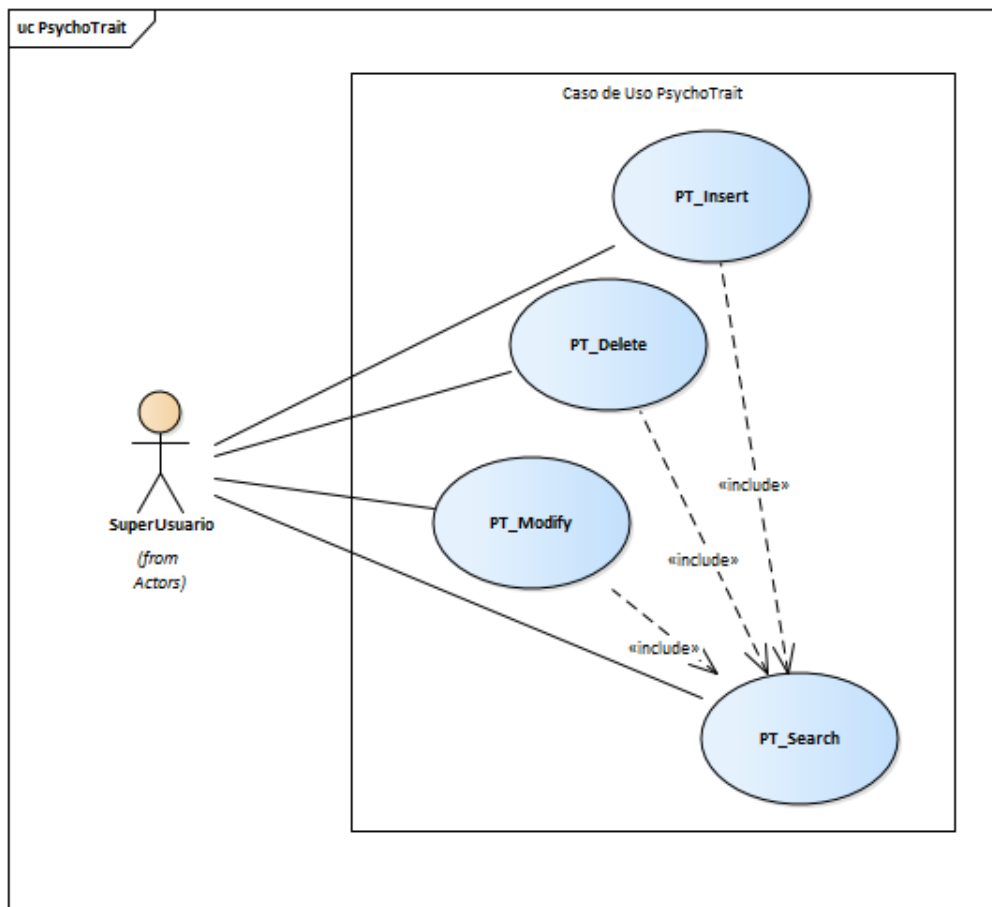 uc PsychoTrait
Caso de Uso PsychoTrait
PT_Insert
PT_Delete
«include»
PT_Modify
SuperUsuario
(from
Actors)
«include»
«include»
PT_Search